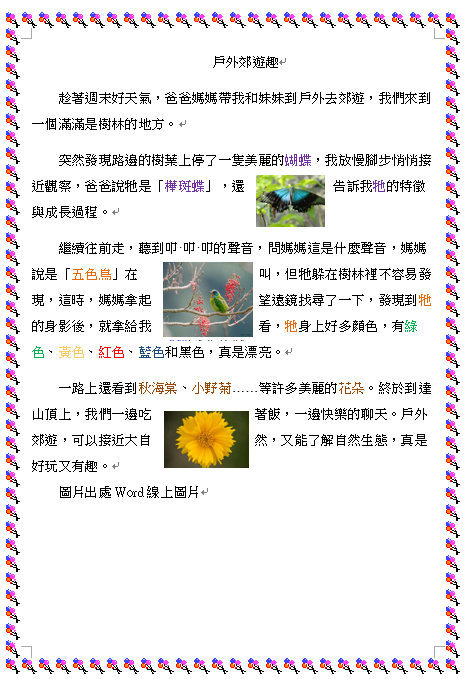 戶外郊遊趣
趁著週末好天氣，爸爸媽媽帶我和妹妹到戶外去郊遊，我們來到
一個滿滿是樹林的地方。
突然發現路邊的樹葉上停了一隻美麗的蝴蝶，我放慢腳步悄悄接
近觀察，爸爸說牠是「樺斑蝶」，還告訴我牠的特徵
與成長過程。
繼續往前走，聽到叩‧叩‧叩的聲音，問媽媽這是什麼聲音，媽媽
說是「五色鳥」在叫，但牠躲在樹林裡不容易發
現，這時，媽媽拿起望遠鏡找尋了一下，發現到牠
的身影後，就拿給我看，牠身上好多顏色，有綠
色、黃色、紅色、藍色和黑色，真是漂亮。
一路上還看到秋海棠、小野菊……等許多美麗的花朵。終於到達
山頂上，我們一邊吃著飯，一邊快樂的聊天。戶外
郊遊，可以接近大自然，又能了解自然生態，真是
好玩又有趣。
圖片出處 Word 線上圖片